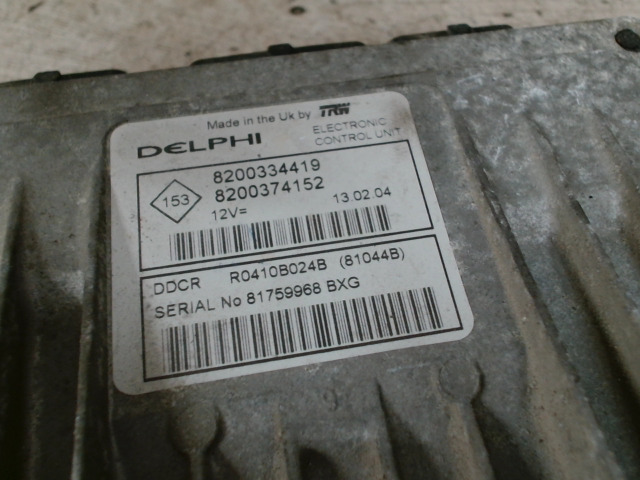 Made in the Uk by TRW
DELPHI
ELECTRONIC
CONTROL UNIT
153
8200334419
8200374152
12V= 13.02.04
DDCR R0410B024B (81044B)
SERIAL No 81759968 BXG